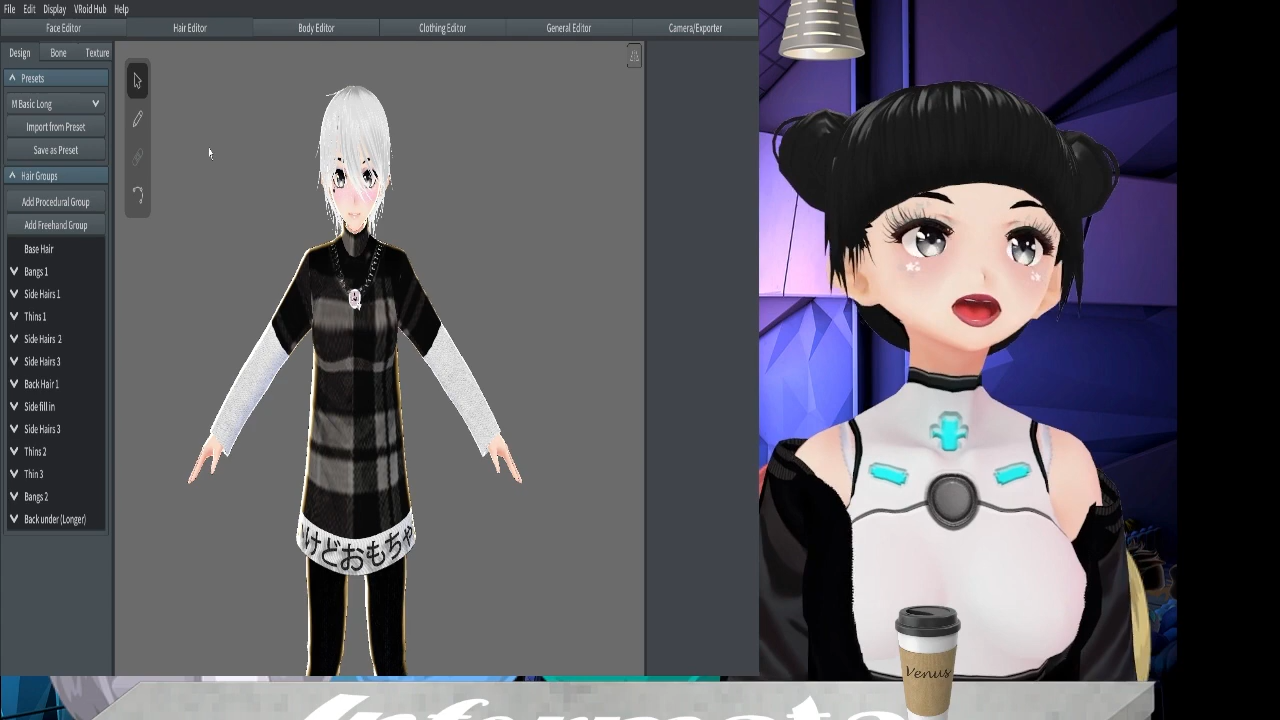 File Edit Display VRoid Hub Help
Face Editor Hair Editor Body Editor Clothing Editor General Editor Camera/Exporter
Design Bone Texture
Presets
M Basic Long
Import from Preset
Save as Preset
Hair Groups
Add Procedural Group
Add Freehand Group
Base Hair
Bangs 1
Side Hairs 1
Thins 1
Side Hairs 2
Side Hairs 3
Back Hair 1
Side fill in
Side Hairs 3
Thins 2
Thin 3
Bangs 2
Back under (Longer)
けどおもちゃ
Venus